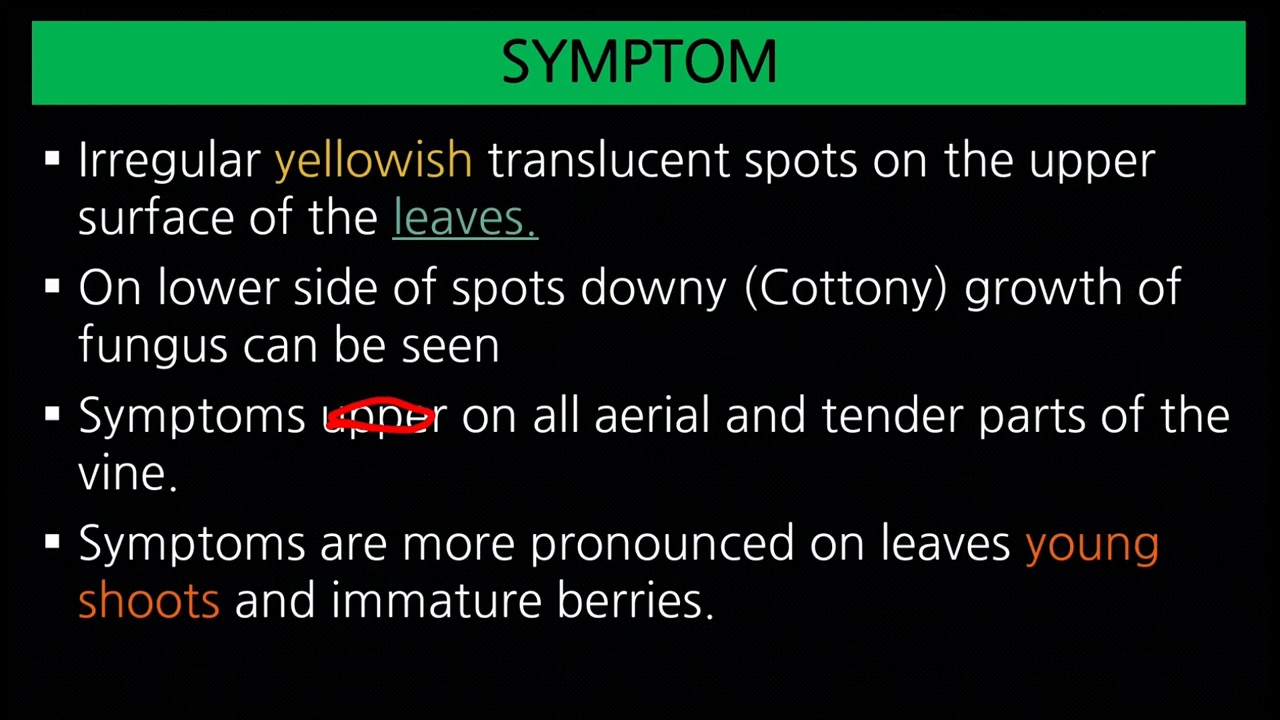 SYMPTOM
▪ Irregular yellowish translucent spots on the upper
surface of the leaves.
▪ On lower side of spots downy (Cottony) growth of
fungus can be seen
▪ Symptoms upper on all aerial and tender parts of the
vine.
▪ Symptoms are more pronounced on leaves young
shoots and immature berries.